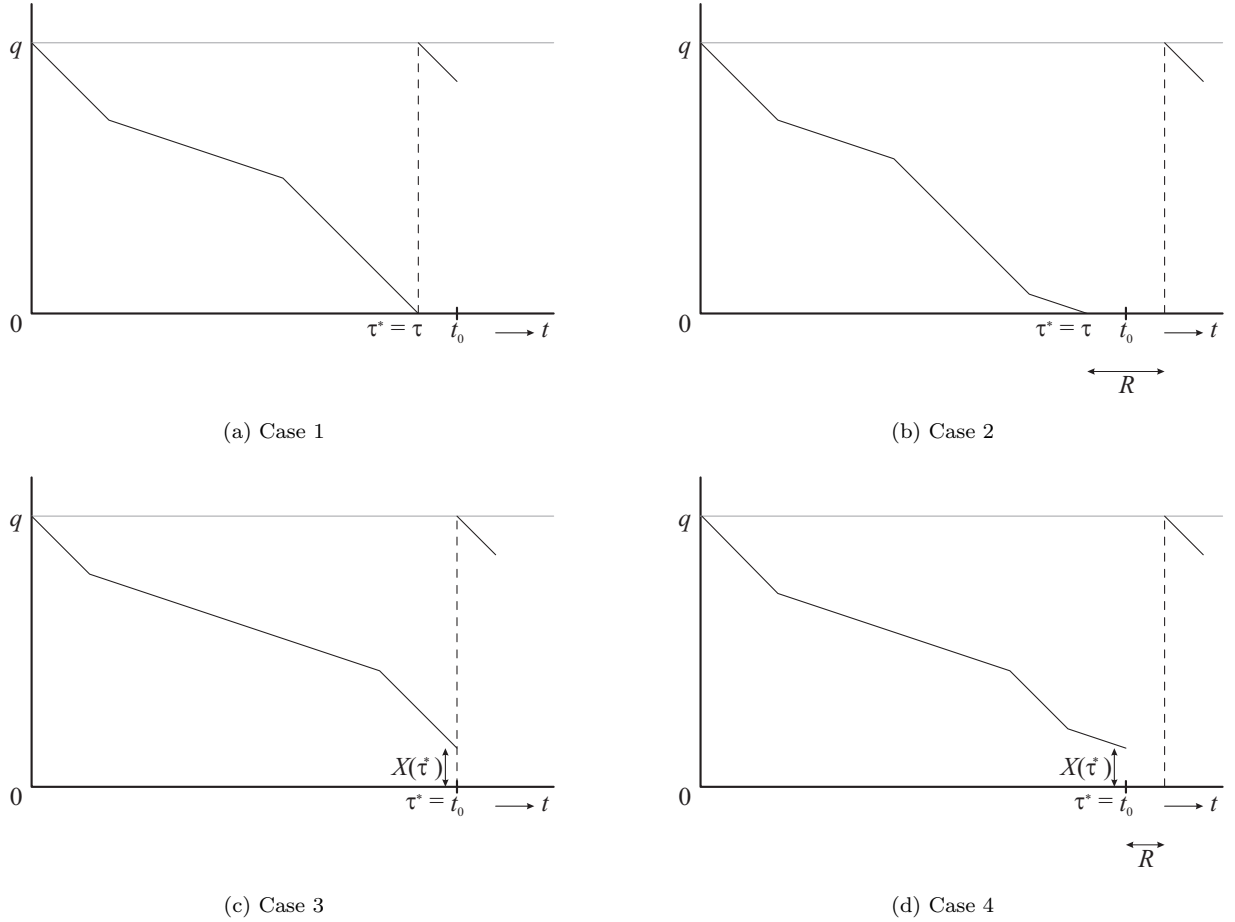 q
q
0
τ* = τ
t₀
t
0
τ* = τ
t₀
t
R
(a) Case 1
(b) Case 2
q
q
X(τ*)
X(τ*)
0
τ* = t₀
t
0
τ* = t₀
t
R
(c) Case 3
(d) Case 4